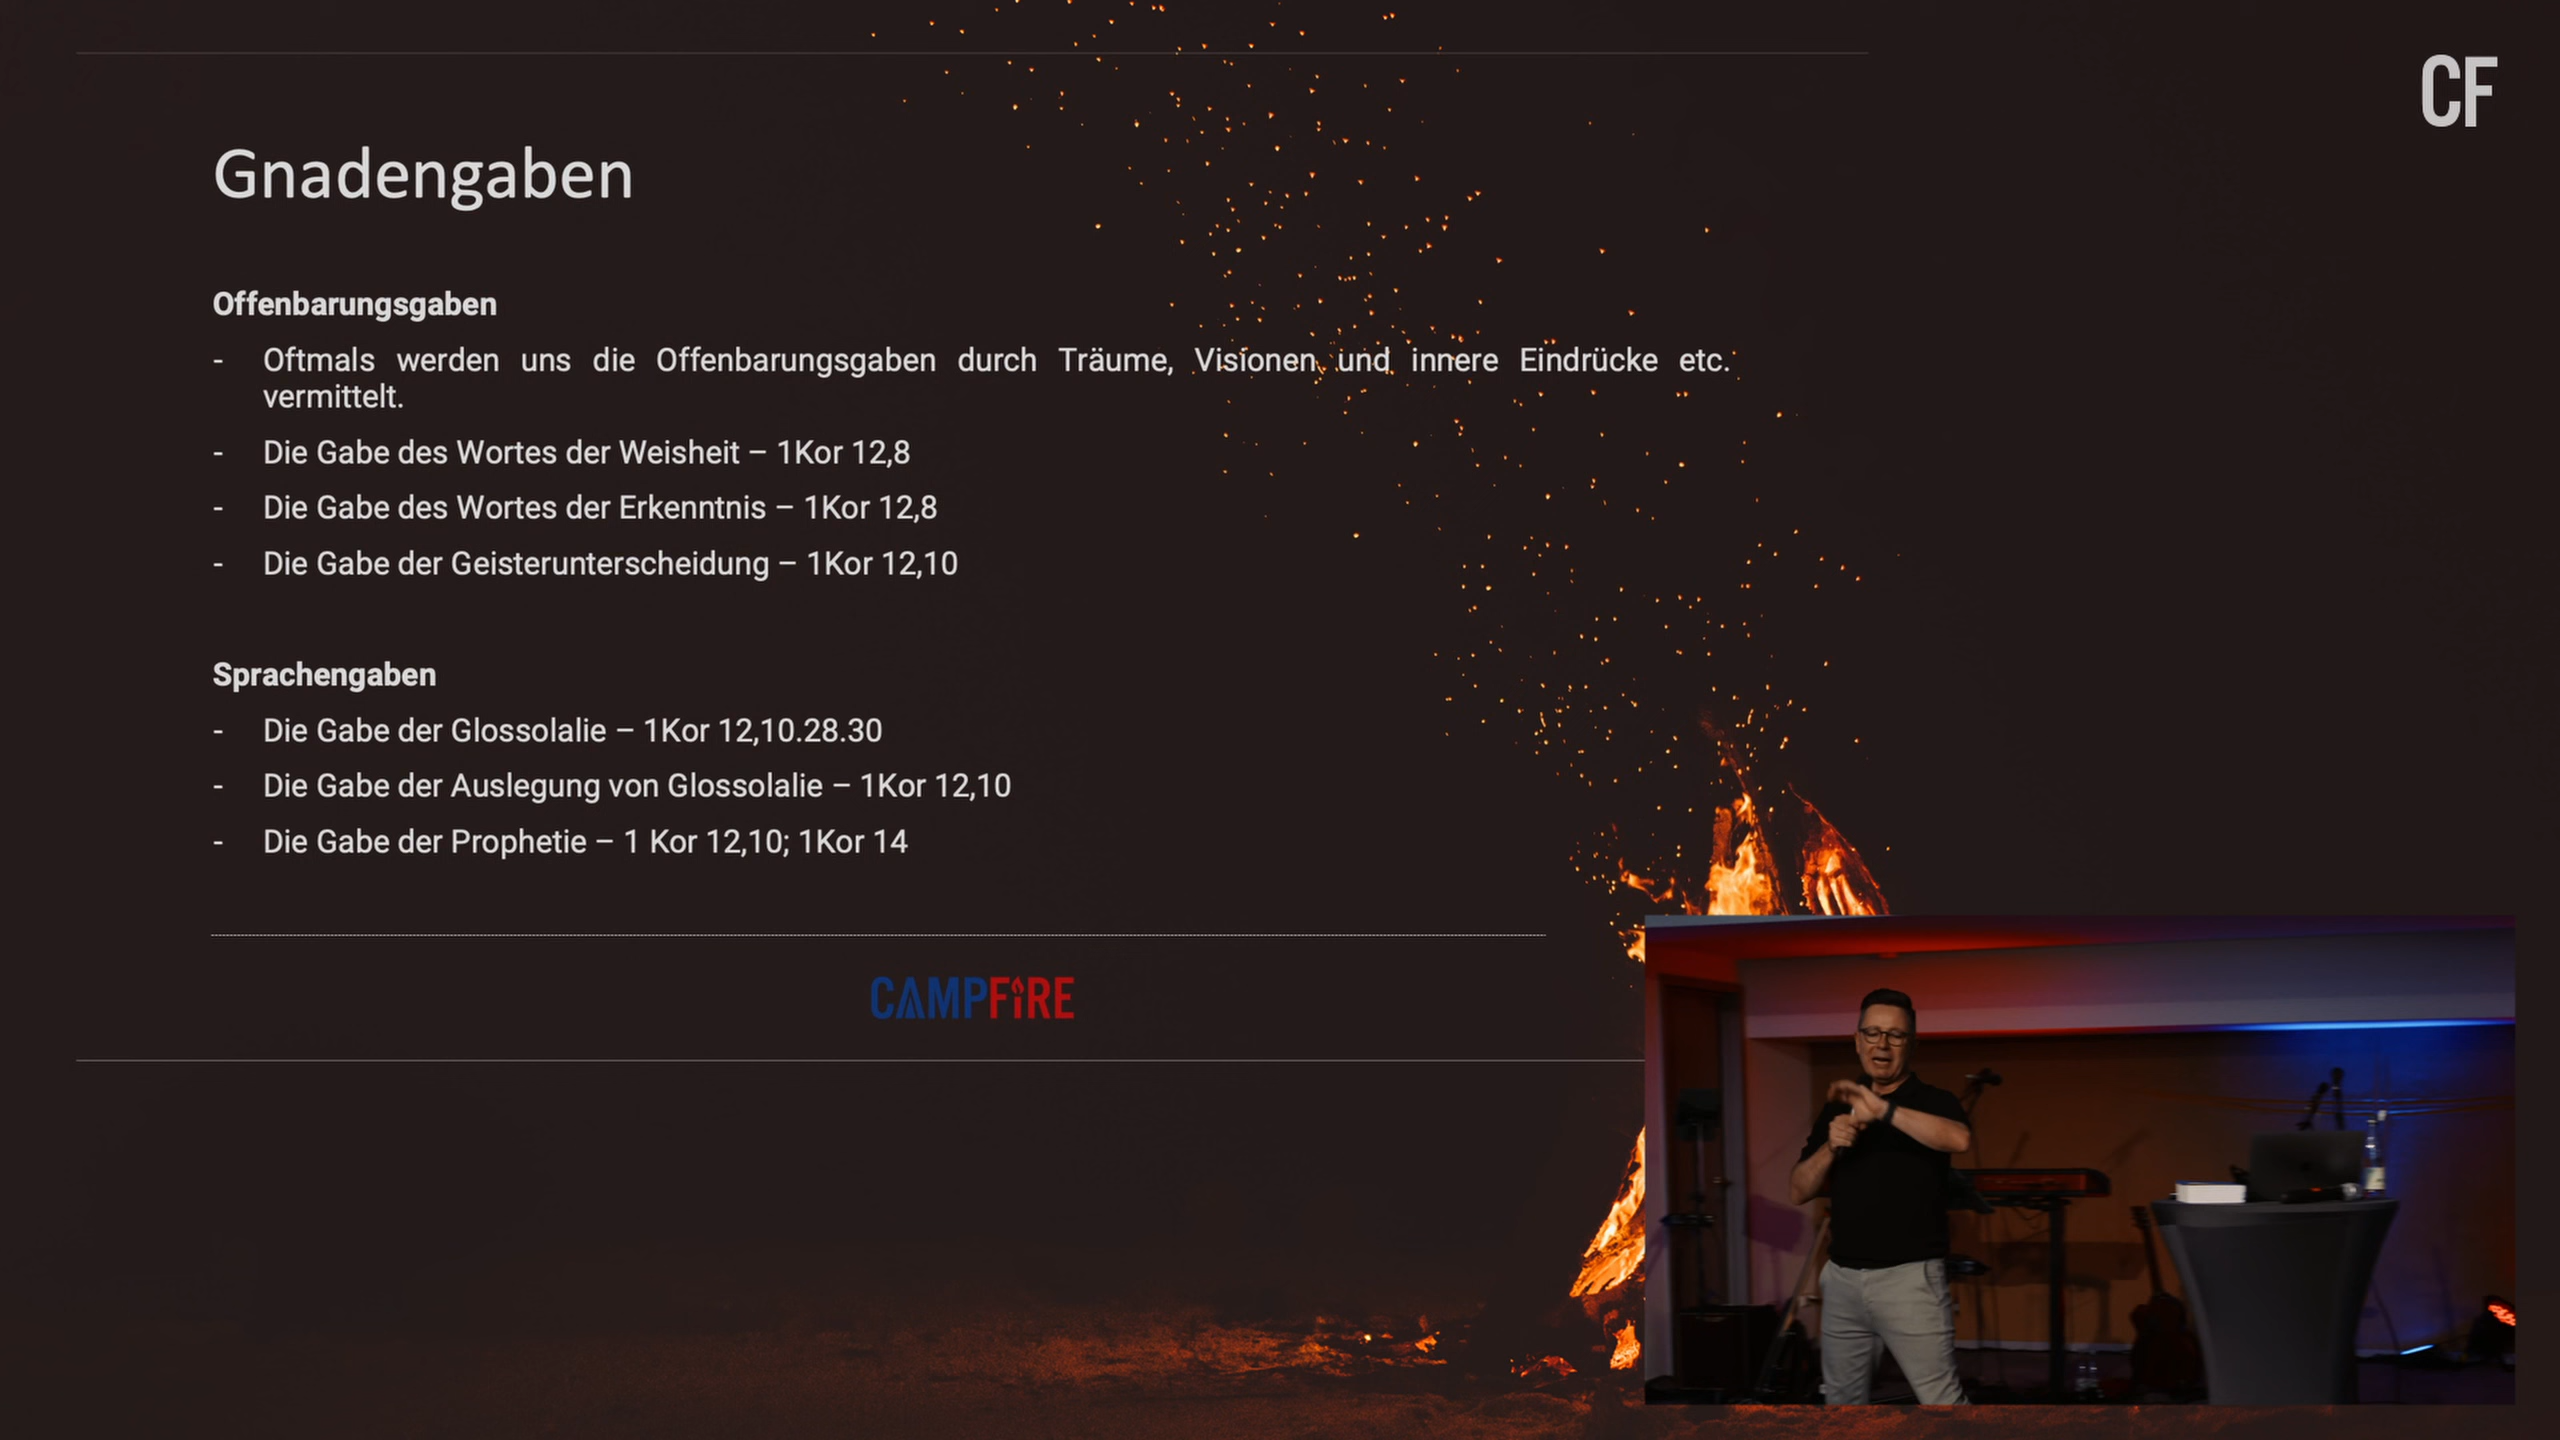 CF
Gnadengaben
Offenbarungsgaben
- Oftmals werden uns die Offenbarungsgaben durch Träume, Visionen und innere Eindrücke etc.
vermittelt.
- Die Gabe des Wortes der Weisheit – 1Kor 12,8
- Die Gabe des Wortes der Erkenntnis – 1Kor 12,8
- Die Gabe der Geisterunterscheidung – 1Kor 12,10
Sprachengaben
- Die Gabe der Glossolalie – 1Kor 12,10.28.30
- Die Gabe der Auslegung von Glossolalie – 1Kor 12,10
- Die Gabe der Prophetie – 1 Kor 12,10; 1Kor 14
CAMPFiRE